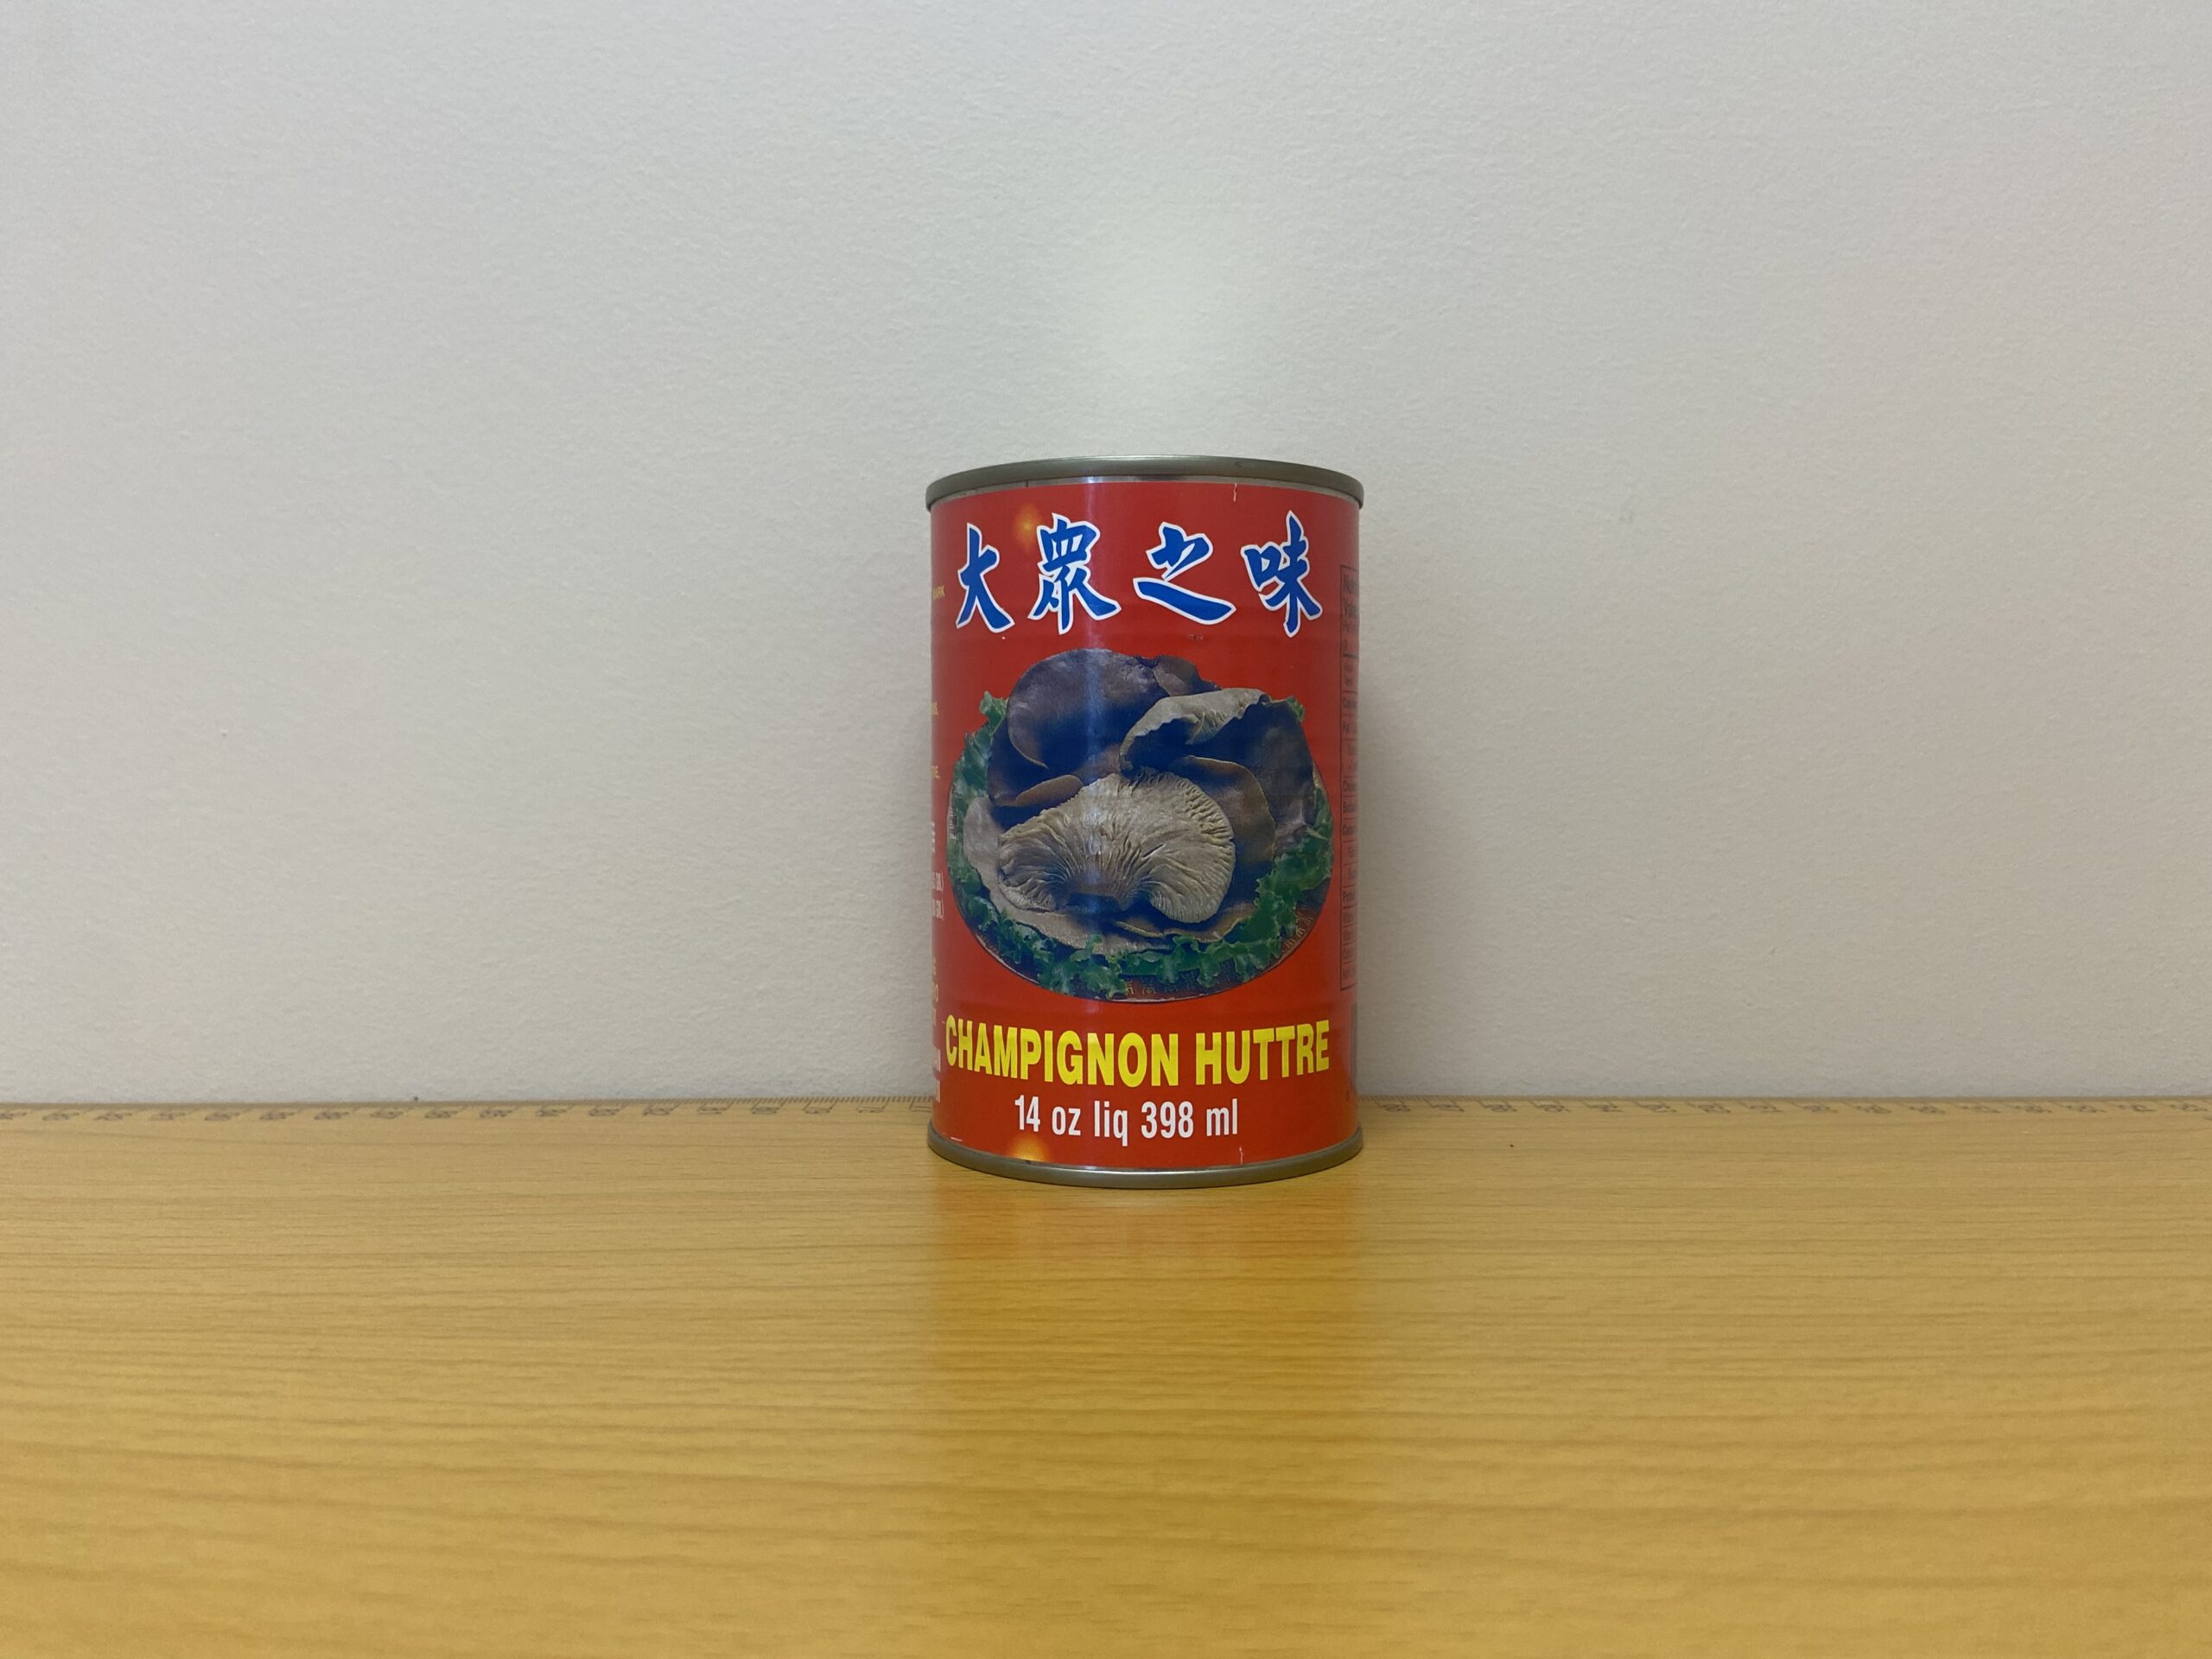 大眾之味
CHAMPIGNON HUTTRE
14 oz liq 398 ml